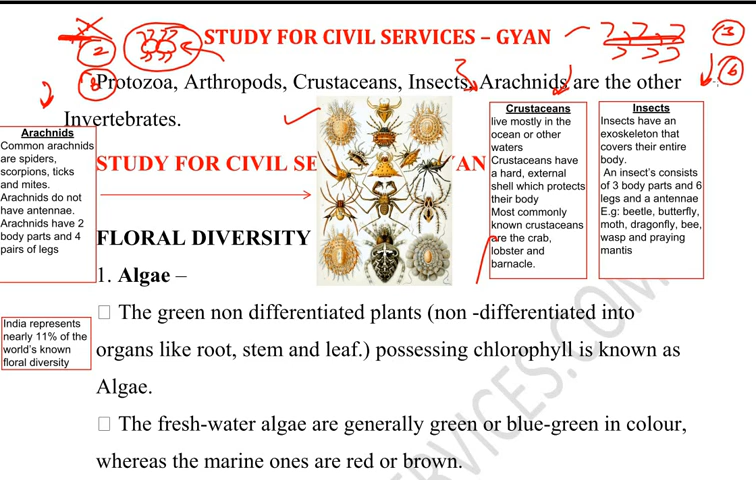 STUDY FOR CIVIL SERVICES – GYAN
2
3
6
8
Protozoa, Arthropods, Crustaceans, Insects, Arachnids are the other
Invertebrates.
Arachnids
Common arachnids
are spiders,
scorpions, ticks
and mites.
Arachnids do not
have antennae.
Arachnids have 2
body parts and 4
pairs of legs
Crustaceans
live mostly in the
ocean or other
waters
Crustaceans have
a hard, external
shell which protects
their body
Most commonly
known crustaceans
are the crab,
lobster and
barnacle.
Insects
Insects have an
exoskeleton that
covers their entire
body.
An insect's consists
of 3 body parts and 6
legs and a antennae
E.g: beetle, butterfly,
moth, dragonfly, bee,
wasp and praying
mantis
STUDY FOR CIVIL SE YAN
FLORAL DIVERSITY
1. Algae –
India represents
nearly 11% of the
world's known
floral diversity
The green non differentiated plants (non -differentiated into
organs like root, stem and leaf.) possessing chlorophyll is known as
Algae.
The fresh-water algae are generally green or blue-green in colour,
whereas the marine ones are red or brown.
RVICES.COM